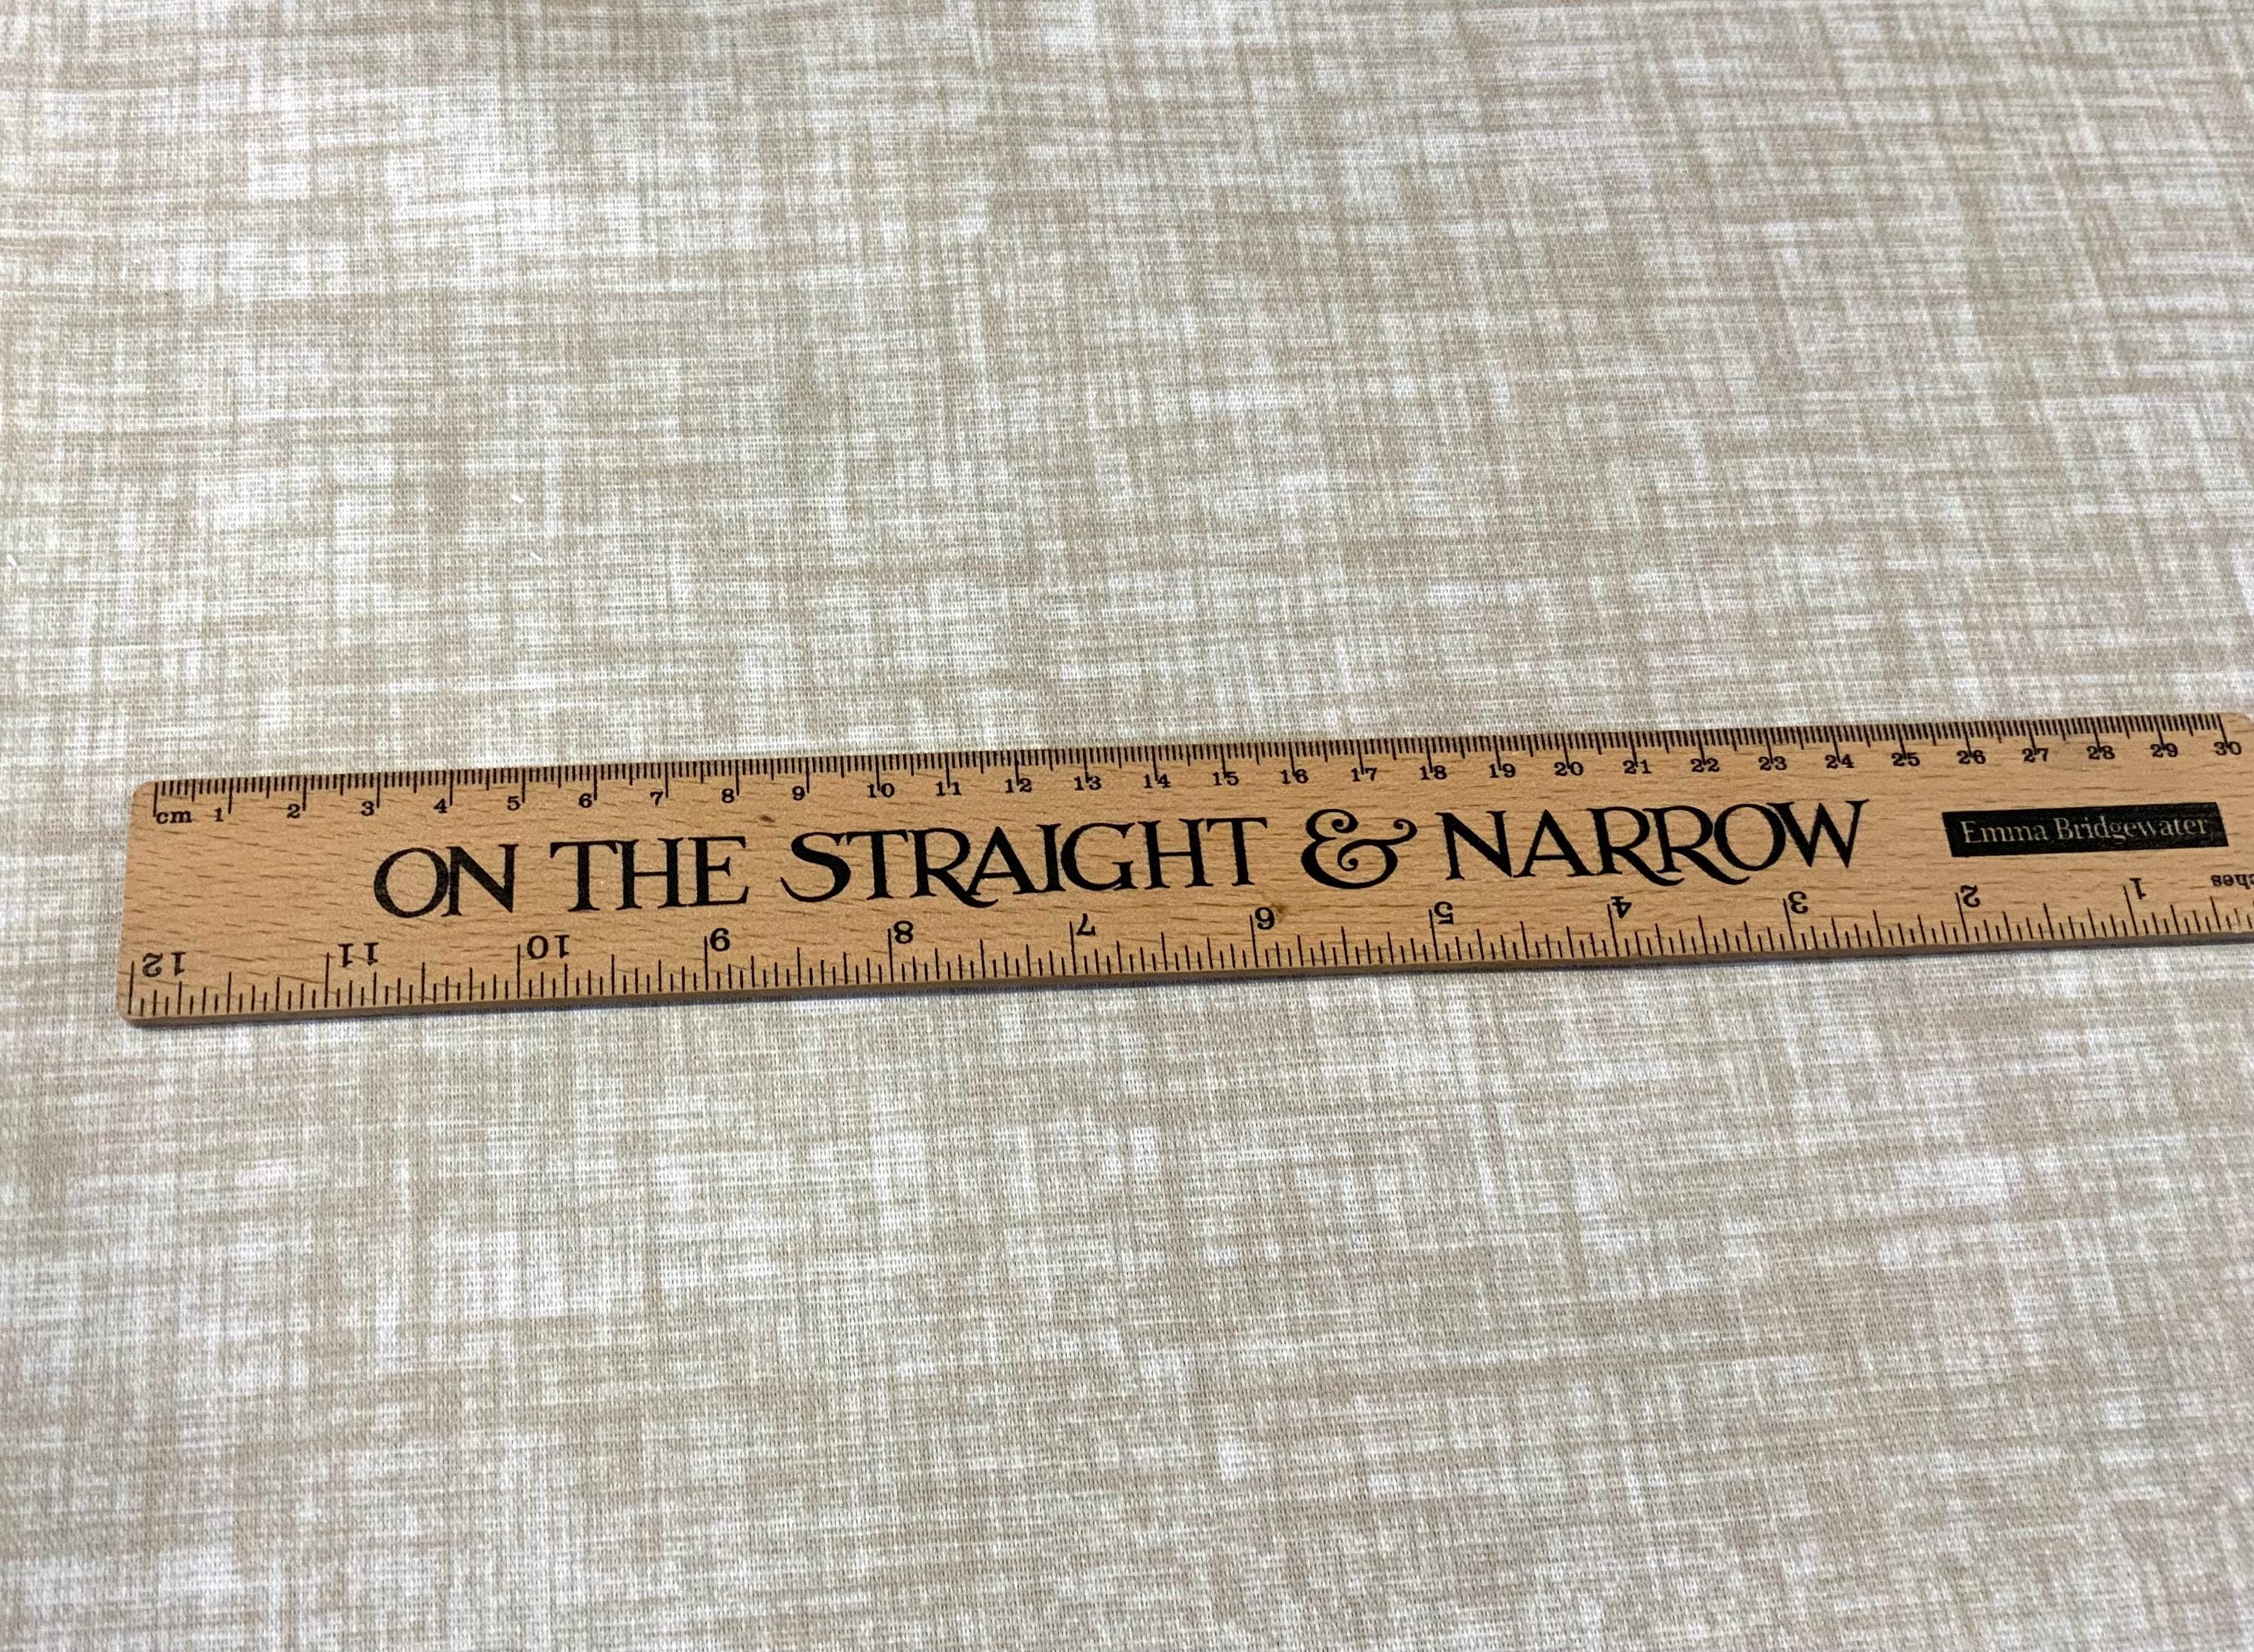 cm 1 2 3 4 5 6 7 8 9 10 11 12 13 14 15 16 17 18 19 20 21 22 23 24 25 26 27 28 29 30
ON THE STRAIGHT & NARROW
Emma Bridgewater
ches 1 2 3 4 5 6 7 8 9 10 11 12